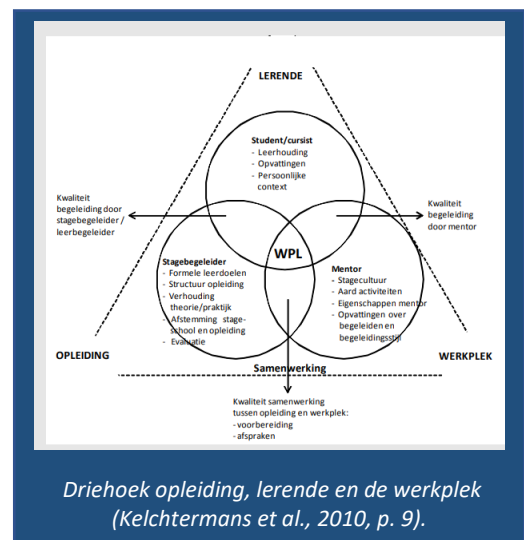 LERENDE
Student/cursist
- Leerhouding
- Opvattingen
- Persoonlijke
context
Kwaliteit
begeleiding door
stagebegeleider /
leerbegeleider
Kwaliteit
begeleiding
door mentor
WPL
Stagebegeleider
- Formele leerdoelen
- Structuur opleiding
- Verhouding
theorie/praktijk
- Afstemming stage-
school en opleiding
- Evaluatie
Mentor
- Stagecultuur
- Aard activiteiten
- Eigenschappen mentor
- Opvattingen over
begeleiden en
begeleidingsstijl
OPLEIDING
WERKPLEK
Samenwerking
Kwaliteit samenwerking
tussen opleiding en werkplek:
- voorbereiding
- afspraken
Driehoek opleiding, lerende en de werkplek
(Kelchtermans et al., 2010, p. 9).